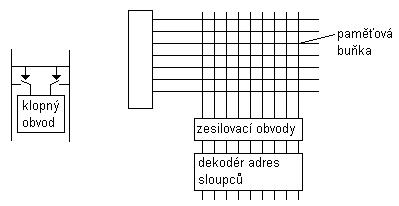 paměťová
buňka
klopný
obvod
zesilovací obvody
dekodér adres
sloupců